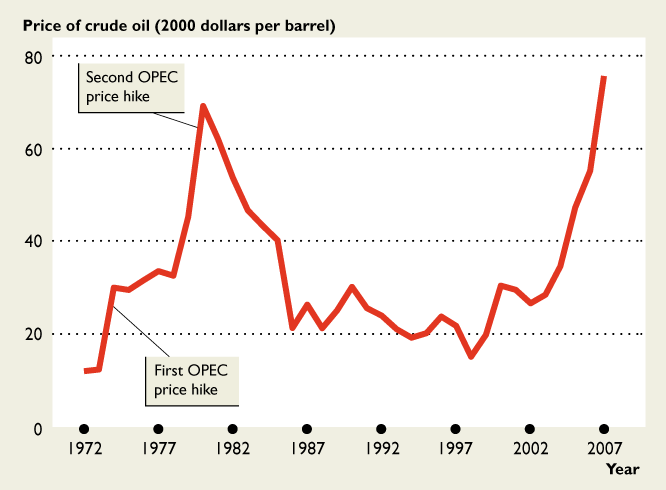 Price of crude oil (2000 dollars per barrel)
80
Second OPEC
price hike
60
40
20
First OPEC
price hike
0
1972 1977 1982 1987 1992 1997 2002 2007
Year